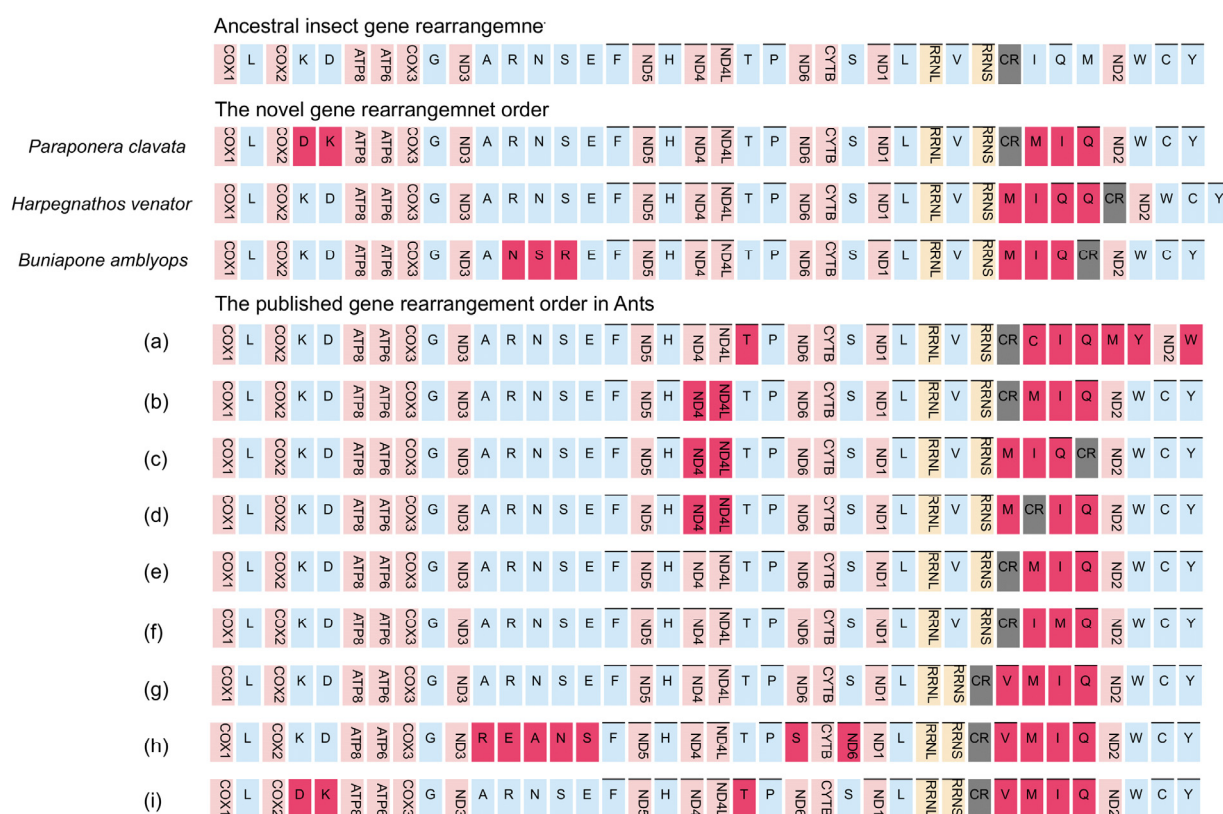 Ancestral insect gene rearrangemne
COX1 L COX2 K D ATP8 ATP6 COX3 G ND3 A R N S E F ND5 H ND4 ND4L T P ND6 CYTB S ND1 L RRNL V RRNS CR I Q M ND2 W C Y
The novel gene rearrangemnet order
Paraponera clavata COX1 L COX2 D K ATP8 ATP6 COX3 G ND3 A R N S E F ND5 H ND4 ND4L T P ND6 CYTB S ND1 L RRNL V RRNS CR M I Q ND2 W C Y
Harpegnathos venator COX1 L COX2 K D ATP8 ATP6 COX3 G ND3 A R N S E F ND5 H ND4 ND4L T P ND6 CYTB S ND1 L RRNL V RRNS M I Q Q CR ND2 W C Y
Buniapone amblyops COX1 L COX2 K D ATP8 ATP6 COX3 G ND3 A N S R E F ND5 H ND4 ND4L T P ND6 CYTB S ND1 L RRNL V RRNS M I Q CR ND2 W C Y
The published gene rearrangement order in Ants
(a) COX1 L COX2 K D ATP8 ATP6 COX3 G ND3 A R N S E F ND5 H ND4 ND4L T P ND6 CYTB S ND1 L RRNL V RRNS CR C I Q M Y ND2 W
(b) COX1 L COX2 K D ATP8 ATP6 COX3 G ND3 A R N S E F ND5 H ND4 ND4L T P ND6 CYTB S ND1 L RRNL V RRNS CR M I Q ND2 W C Y
(c) COX1 L COX2 K D ATP8 ATP6 COX3 G ND3 A R N S E F ND5 H ND4 ND4L T P ND6 CYTB S ND1 L RRNL V RRNS M I Q CR ND2 W C Y
(d) COX1 L COX2 K D ATP8 ATP6 COX3 G ND3 A R N S E F ND5 H ND4 ND4L T P ND6 CYTB S ND1 L RRNL V RRNS M CR I Q ND2 W C Y
(e) COX1 L COX2 K D ATP8 ATP6 COX3 G ND3 A R N S E F ND5 H ND4 ND4L T P ND6 CYTB S ND1 L RRNL V RRNS CR M I Q ND2 W C Y
(f) COX1 L COX2 K D ATP8 ATP6 COX3 G ND3 A R N S E F ND5 H ND4 ND4L T P ND6 CYTB S ND1 L RRNL V RRNS CR I M Q ND2 W C Y
(g) COX1 L COX2 K D ATP8 ATP6 COX3 G ND3 A R N S E F ND5 H ND4 ND4L T P ND6 CYTB S ND1 L RRNL RRNS CR V M I Q ND2 W C Y
(h) COX1 L COX2 K D ATP8 ATP6 COX3 G ND3 R E A N S F ND5 H ND4 ND4L T P S CYTB ND6 ND1 L RRNL RRNS CR V M I Q ND2 W C Y
(i) COX1 L COX2 D K ATP8 ATP6 COX3 G ND3 A R N S E F ND5 H ND4 ND4L T P ND6 CYTB S ND1 L RRNL RRNS CR V M I Q ND2 W C Y